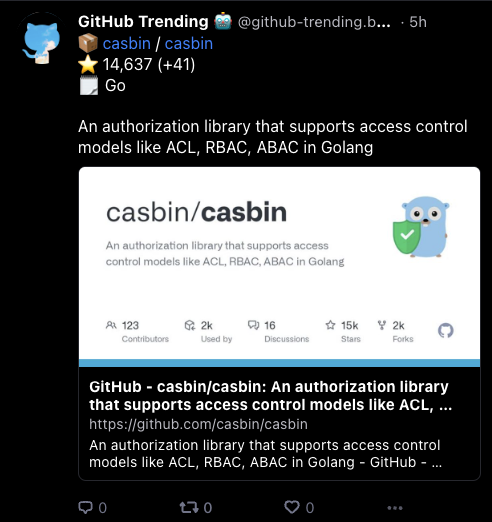 GitHub Trending 🤖 @github-trending.b... · 5h
📦 casbin / casbin
⭐ 14,637 (+41)
🗒️ Go
An authorization library that supports access control
models like ACL, RBAC, ABAC in Golang
casbin/casbin
An authorization library that supports access
control models like ACL, RBAC, ABAC in Golang
123 2k 16 15k 2k
Contributors Used by Discussions Stars Forks
GitHub - casbin/casbin: An authorization library
that supports access control models like ACL, ...
https://github.com/casbin/casbin
An authorization library that supports access control
models like ACL, RBAC, ABAC in Golang - GitHub - ...
0 0 0